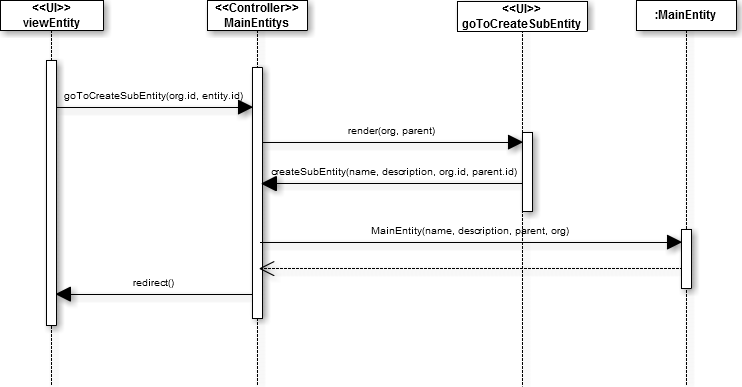 <<UI>>
viewEntity
<<Controller>>
MainEntitys
<<UI>>
goToCreateSubEntity
:MainEntity
goToCreateSubEntity(org.id, entity.id)
render(org, parent)
createSubEntity(name, description, org.id, parent.id)
MainEntity(name, description, parent, org)
redirect()